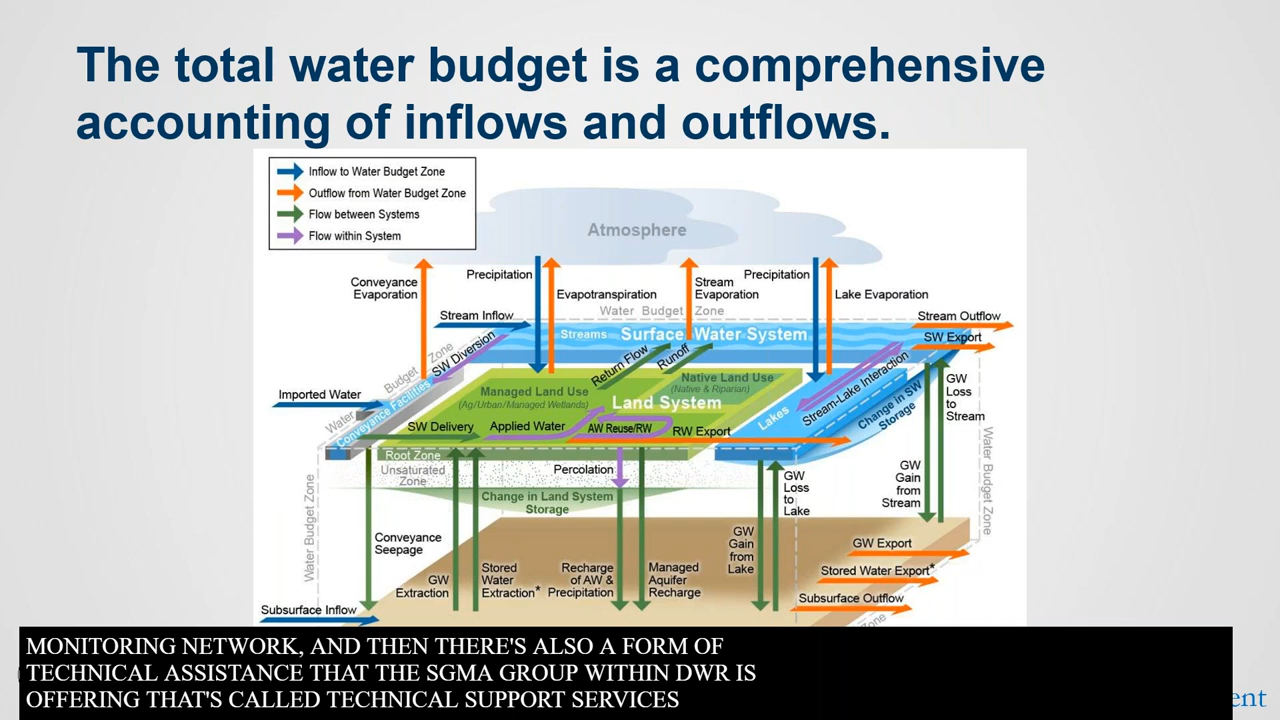 The total water budget is a comprehensive
accounting of inflows and outflows.
Inflow to Water Budget Zone
Outflow from Water Budget Zone
Flow between Systems
Flow within System
Atmosphere
Precipitation
Conveyance
Evaporation
Evapotranspiration
Stream
Evaporation
Precipitation
Lake Evaporation
Water Budget Zone
Stream Inflow
Stream Outflow
Streams
Surface Water System
SW Export
SW Diversion
Water Budget Zone
Return Flow
Runoff
Stream-Lake Interaction
GW
Loss
to
Stream
Imported Water
Conveyance Facilities
Managed Land Use
(Ag/Urban/Managed Wetlands)
Native Land Use
(Native & Riparian)
Land System
Lakes
Change in SW
Storage
SW Delivery
Applied Water
AW Reuse/RW
RW Export
Root Zone
Unsaturated
Zone
Percolation
Change in Land System
Storage
GW
Loss
to
Lake
GW
Gain
from
Stream
Water Budget Zone
Water Budget Zone
Conveyance
Seepage
GW
Extraction
Stored
Water
Extraction*
Recharge
of AW &
Precipitation
Managed
Aquifer
Recharge
GW
Gain
from
Lake
GW Export
Stored Water Export*
Subsurface Outflow
Subsurface Inflow
Zone
MONITORING NETWORK, AND THEN THERE'S ALSO A FORM OF
TECHNICAL ASSISTANCE THAT THE SGMA GROUP WITHIN DWR IS
OFFERING THAT'S CALLED TECHNICAL SUPPORT SERVICES
ent